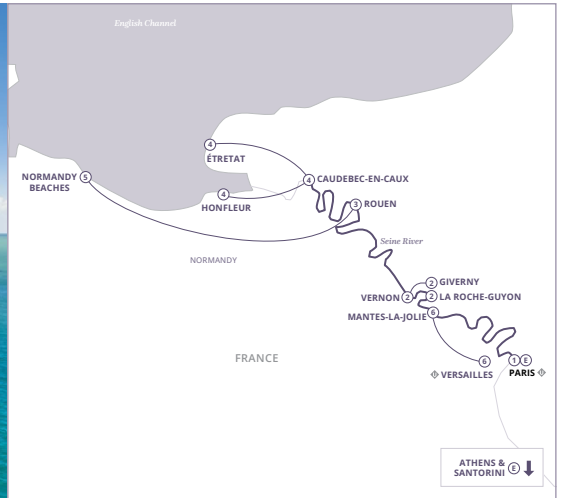 English Channel
4
ÉTRETAT
NORMANDY 5
BEACHES
4 CAUDEBEC-EN-CAUX
4
HONFLEUR
3 ROUEN
Seine River
NORMANDY
2 GIVERNY
VERNON 2
2 LA ROCHE-GUYON
MANTES-LA-JOLIE 6
FRANCE
6
VERSAILLES
1 E
PARIS
ATHENS &
SANTORINI E